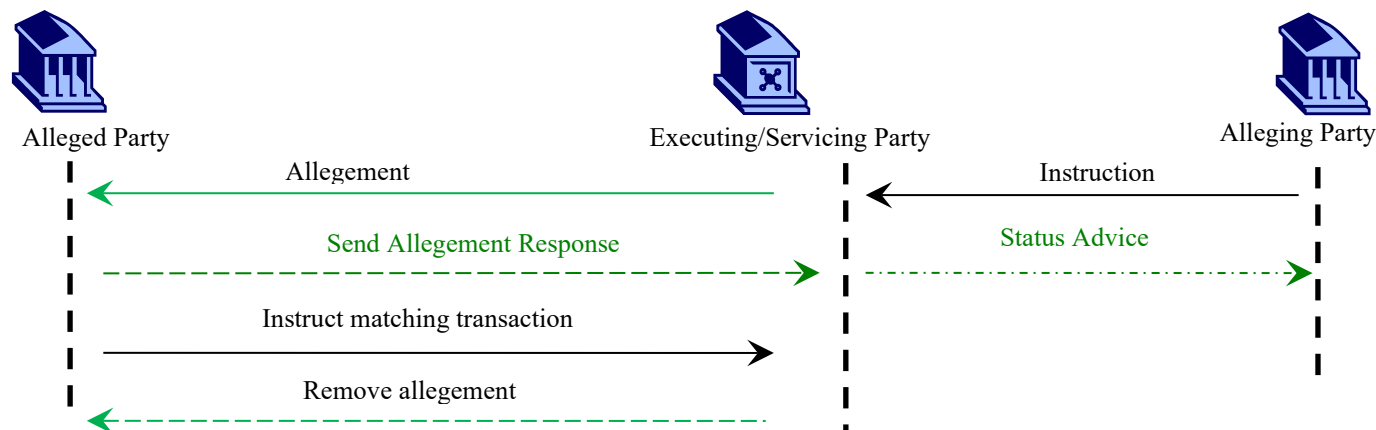 Alleged Party
Executing/Servicing Party
Alleging Party
Allegement
Instruction
Send Allegement Response
Status Advice
Instruct matching transaction
Remove allegement